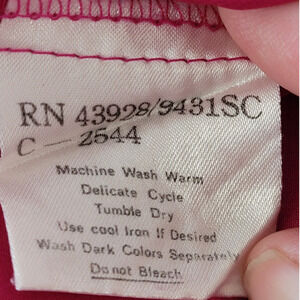 RN 43928/9431SC
C — 2544
Machine Wash Warm
Delicate Cycle
Tumble Dry
Use cool Iron If Desired
Wash Dark Colors Separately
Do not Bleach